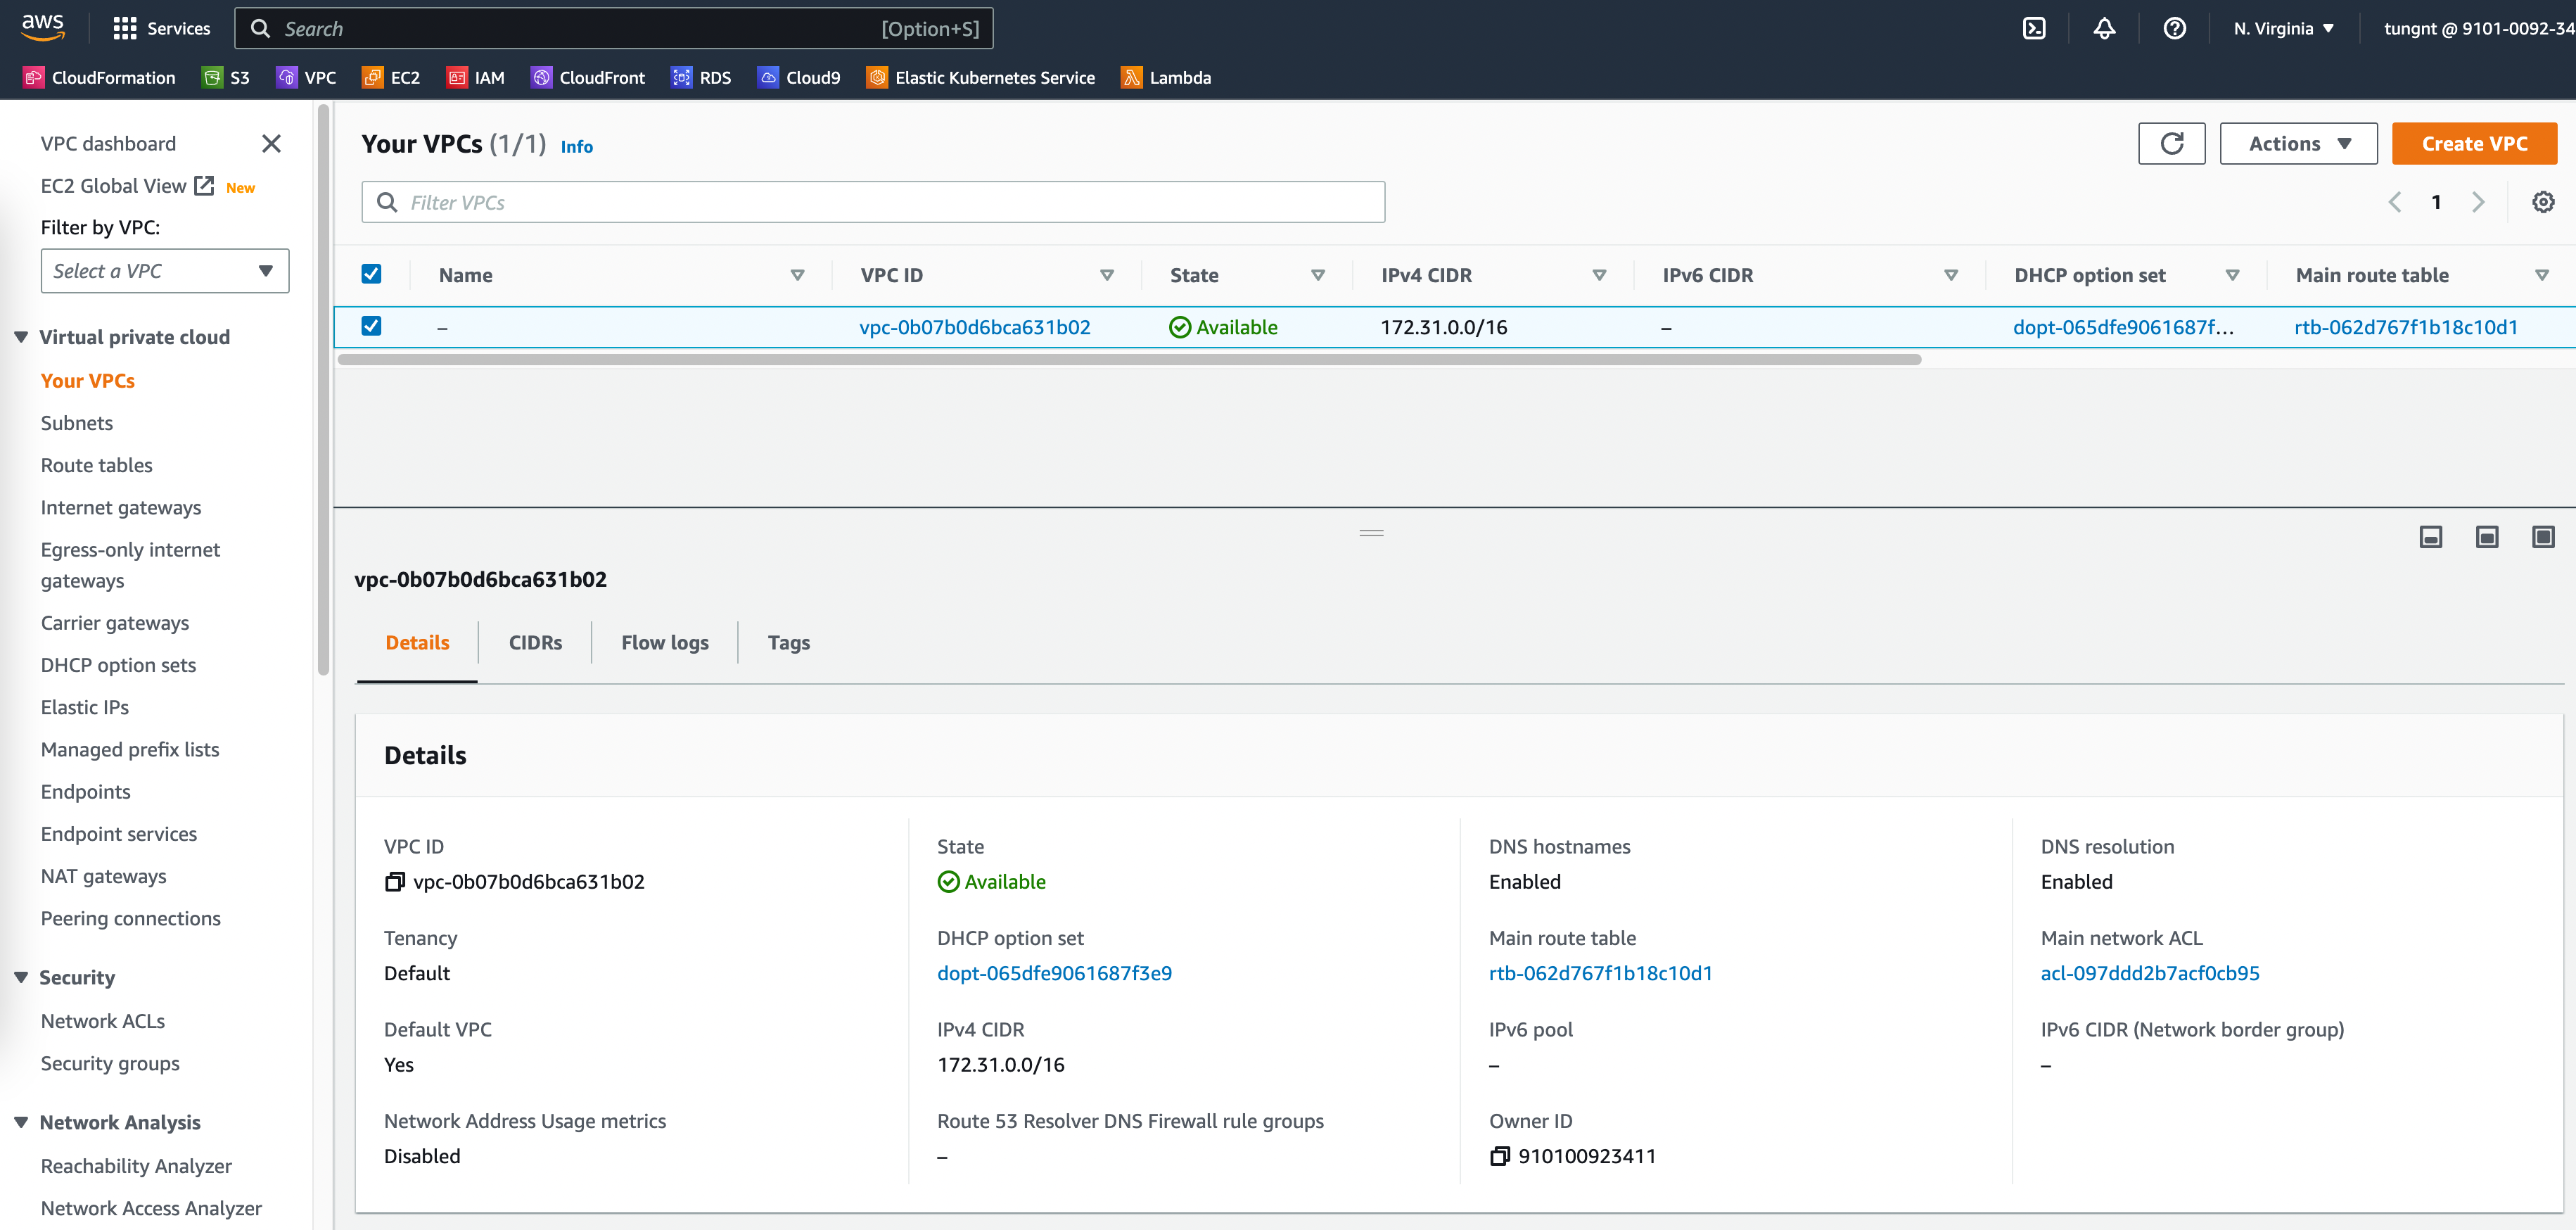 aws
Services
Search
[Option+S]
N. Virginia
tungnt @ 9101-0092-34
CloudFormation
S3
VPC
EC2
IAM
CloudFront
RDS
Cloud9
Elastic Kubernetes Service
Lambda
VPC dashboard
EC2 Global View New
Filter by VPC:
Select a VPC
Virtual private cloud
Your VPCs
Subnets
Route tables
Internet gateways
Egress-only internet
gateways
Carrier gateways
DHCP option sets
Elastic IPs
Managed prefix lists
Endpoints
Endpoint services
NAT gateways
Peering connections
Security
Network ACLs
Security groups
Network Analysis
Reachability Analyzer
Network Access Analyzer
Your VPCs (1/1) Info
Actions
Create VPC
Filter VPCs
1
Name
VPC ID
State
IPv4 CIDR
IPv6 CIDR
DHCP option set
Main route table
–
vpc-0b07b0d6bca631b02
Available
172.31.0.0/16
–
dopt-065dfe9061687f...
rtb-062d767f1b18c10d1
vpc-0b07b0d6bca631b02
Details
CIDRs
Flow logs
Tags
Details
VPC ID
vpc-0b07b0d6bca631b02
State
Available
DNS hostnames
Enabled
DNS resolution
Enabled
Tenancy
Default
DHCP option set
dopt-065dfe9061687f3e9
Main route table
rtb-062d767f1b18c10d1
Main network ACL
acl-097ddd2b7acf0cb95
Default VPC
Yes
IPv4 CIDR
172.31.0.0/16
IPv6 pool
–
IPv6 CIDR (Network border group)
–
Network Address Usage metrics
Disabled
Route 53 Resolver DNS Firewall rule groups
–
Owner ID
910100923411